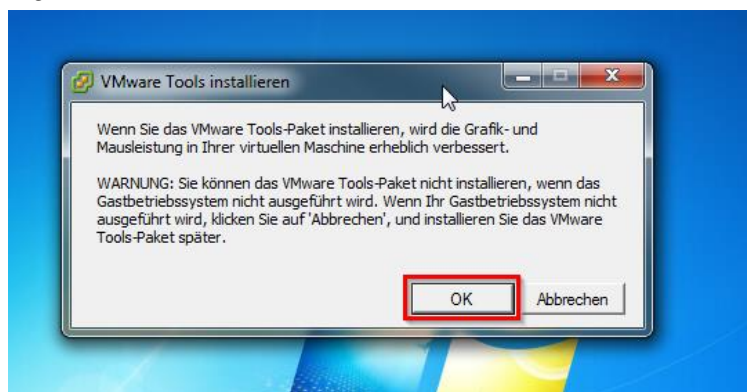 VMware Tools installieren
Wenn Sie das VMware Tools-Paket installieren, wird die Grafik- und
Mausleistung in Ihrer virtuellen Maschine erheblich verbessert.
WARNUNG: Sie können das VMware Tools-Paket nicht installieren, wenn das
Gastbetriebssystem nicht ausgeführt wird. Wenn Ihr Gastbetriebssystem nicht
ausgeführt wird, klicken Sie auf 'Abbrechen', und installieren Sie das VMware
Tools-Paket später.
OK Abbrechen